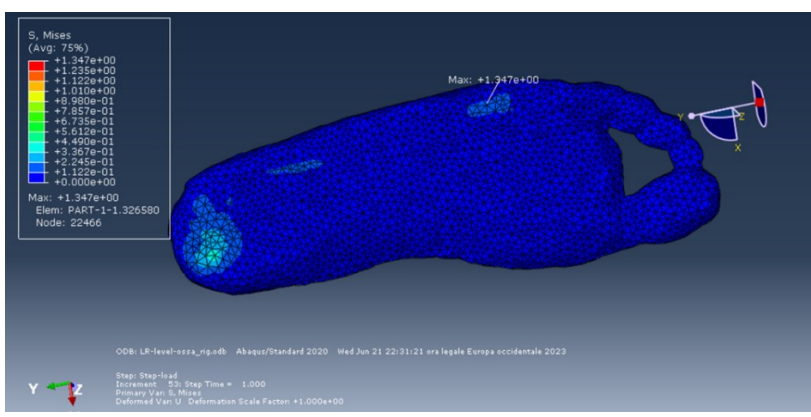 S, Mises
(Avg: 75%)
+1.347e+00
+1.235e+00
+1.122e+00
+1.010e+00
+8.980e-01
+7.857e-01
+6.735e-01
+5.612e-01
+4.490e-01
+3.367e-01
+2.245e-01
+1.122e-01
+0.000e+00
Max: +1.347e+00
Elem: PART-1-1.326580
Node: 22466
Max: +1.347e+00
Y
Z
X
ODB: LR-level-ossa_rig.odb Abaqus/Standard 2020 Wed Jun 21 22:31:21 ora legale Europa occidentale 2023
Step: Step-load
Increment 53: Step Time = 1.000
Primary Var: S, Mises
Deformed Var: U Deformation Scale Factor: +1.000e+00
Y
Z